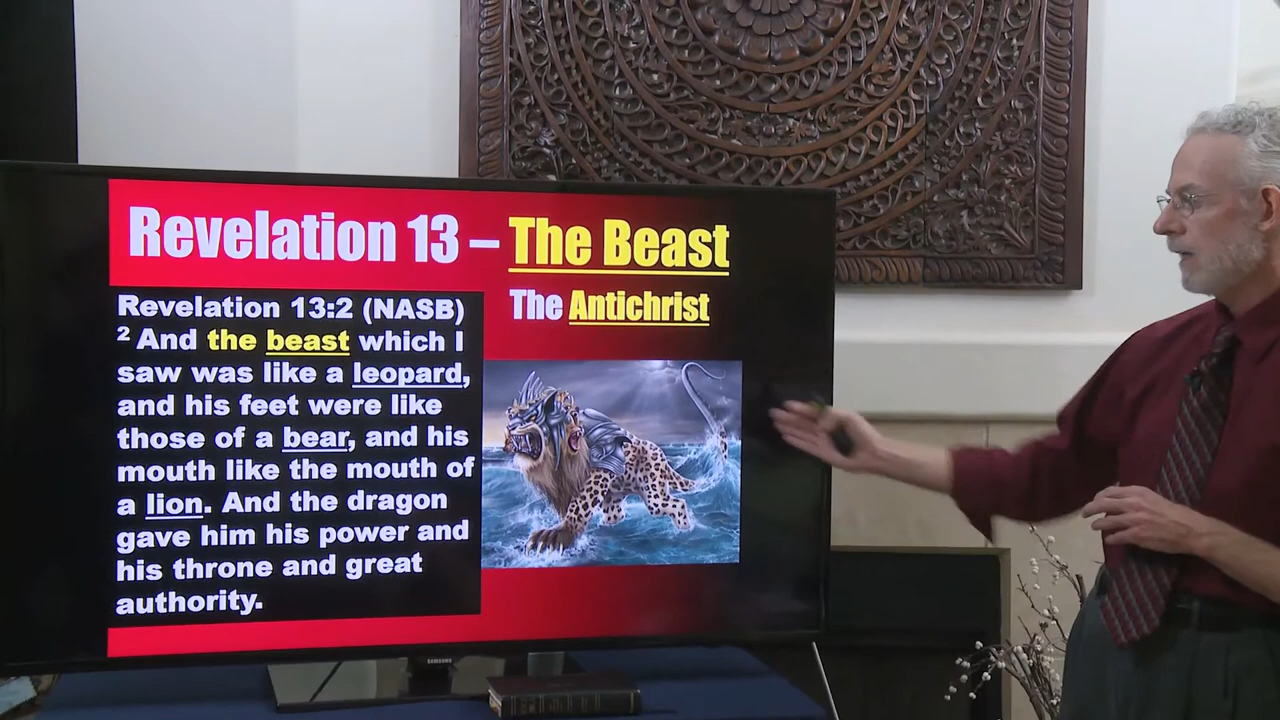 Revelation 13 – The Beast
The Antichrist
Revelation 13:2 (NASB)
2 And the beast which I
saw was like a leopard,
and his feet were like
those of a bear, and his
mouth like the mouth of
a lion. And the dragon
gave him his power and
his throne and great
authority.
SAMSUNG